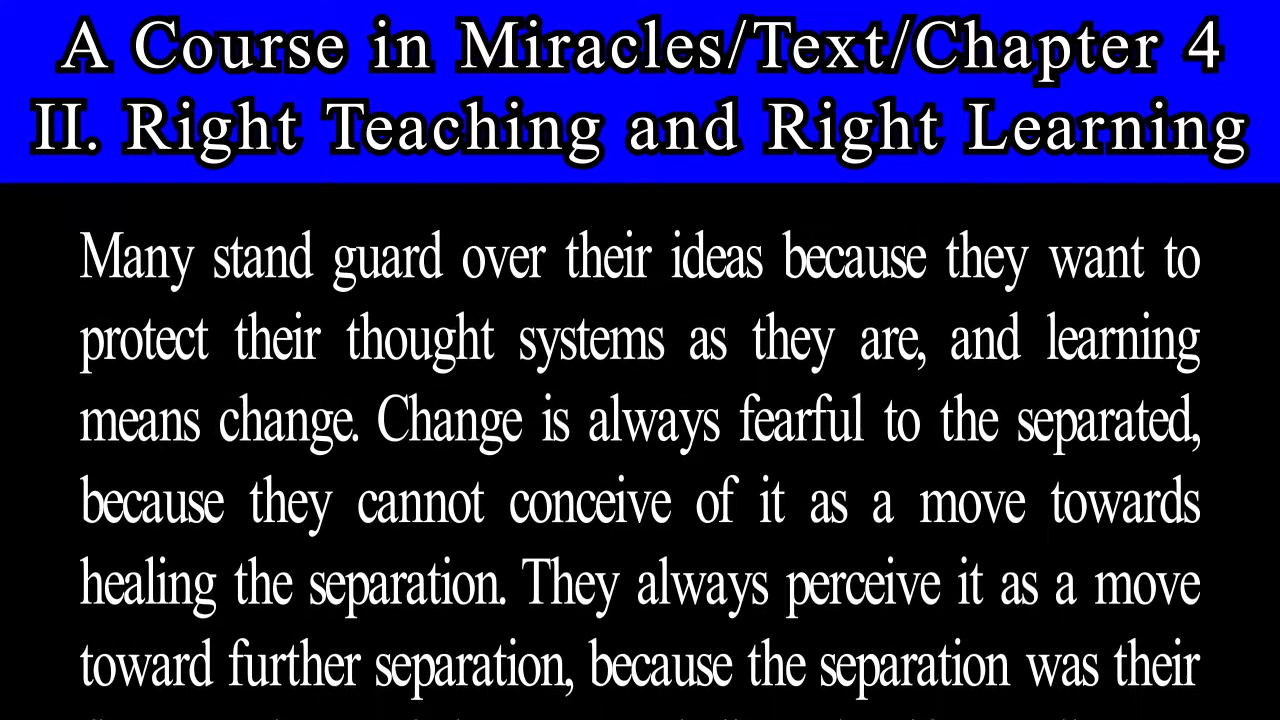 A Course in Miracles/Text/Chapter 4
II. Right Teaching and Right Learning
Many stand guard over their ideas because they want to
protect their thought systems as they are, and learning
means change. Change is always fearful to the separated,
because they cannot conceive of it as a move towards
healing the separation. They always perceive it as a move
toward further separation, because the separation was their